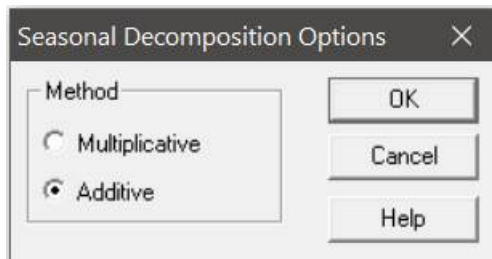 Seasonal Decomposition Options
Method
Multiplicative
Additive
OK
Cancel
Help